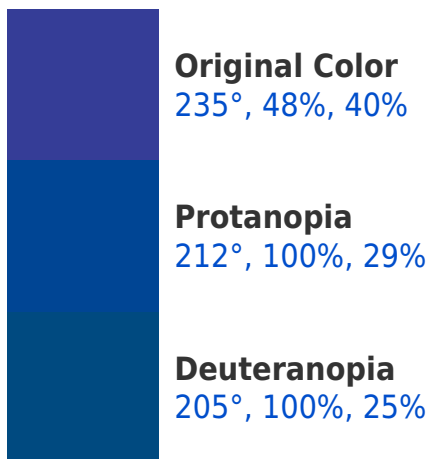 Original Color
235°, 48%, 40%
Protanopia
212°, 100%, 29%
Deuteranopia
205°, 100%, 25%